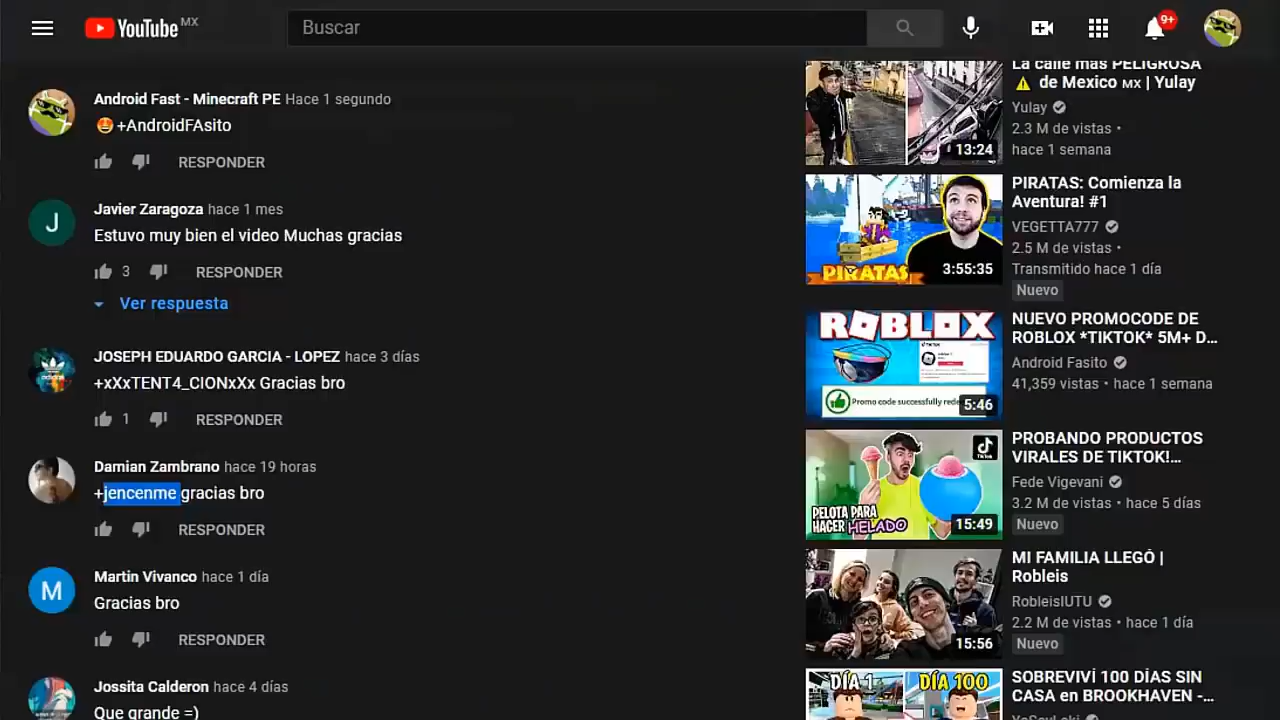 YouTube MX
Buscar
9+
Android Fast - Minecraft PE Hace 1 segundo
🤩+AndroidFAsito
RESPONDER
J
Javier Zaragoza hace 1 mes
Estuvo muy bien el video Muchas gracias
3 RESPONDER
Ver respuesta
JOSEPH EDUARDO GARCIA - LOPEZ hace 3 días
+xXxTENT4_CIONxXx Gracias bro
1 RESPONDER
Damian Zambrano hace 19 horas
+jencenme gracias bro
RESPONDER
M
Martin Vivanco hace 1 día
Gracias bro
RESPONDER
Jossita Calderon hace 4 días
Que grande =)
13:24
La calle más PELIGROSA
⚠ de Mexico MX | Yulay
Yulay
2.3 M de vistas •
hace 1 semana
PIRATAS
3:55:35
PIRATAS: Comienza la
Aventura! #1
VEGETTA777
2.5 M de vistas •
Transmitido hace 1 día
Nuevo
ROBLOX
Promo code successfully rede
5:46
NUEVO PROMOCODE DE
ROBLOX *TIKTOK* 5M+ D...
Android Fasito
41,359 vistas • hace 1 semana
TikTok
PELOTA PARA
HACER HELADO
15:49
PROBANDO PRODUCTOS
VIRALES DE TIKTOK!...
Fede Vigevani
3.2 M de vistas • hace 5 días
Nuevo
15:56
MI FAMILIA LLEGÓ |
Robleis
RobleisIUTU
2.2 M de vistas • hace 1 día
Nuevo
DÍA 1
DÍA 100
SOBREVIVÍ 100 DÍAS SIN
CASA en BROOKHAVEN -...